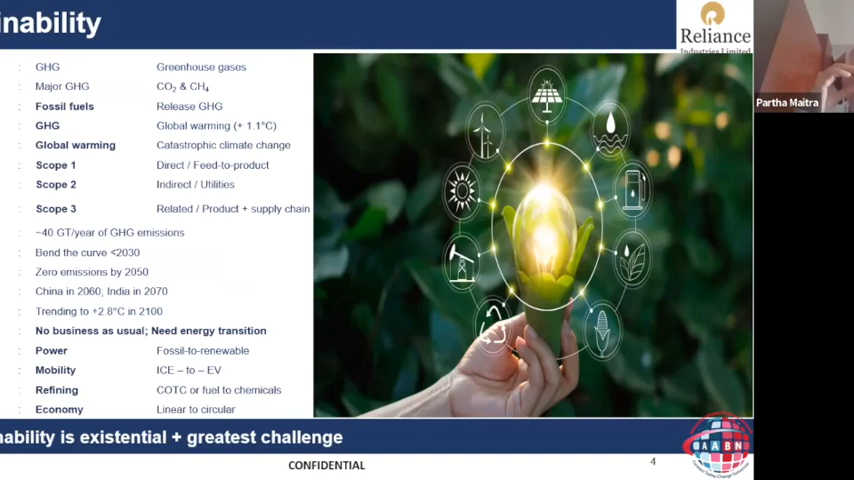 inability
Reliance
Industries Limited
Partha Maitra
: GHG Greenhouse gases
: Major GHG CO₂ & CH₄
: Fossil fuels Release GHG
: GHG Global warming (+ 1.1°C)
: Global warming Catastrophic climate change
: Scope 1 Direct / Feed-to-product
: Scope 2 Indirect / Utilities
: Scope 3 Related / Product + supply chain
: ~40 GT/year of GHG emissions
: Bend the curve <2030
: Zero emissions by 2050
: China in 2060; India in 2070
: Trending to +2.8°C in 2100
: No business as usual; Need energy transition
: Power Fossil-to-renewable
: Mobility ICE – to – EV
: Refining COTC or fuel to chemicals
: Economy Linear to circular
nability is existential + greatest challenge
CONFIDENTIAL
4
AABN